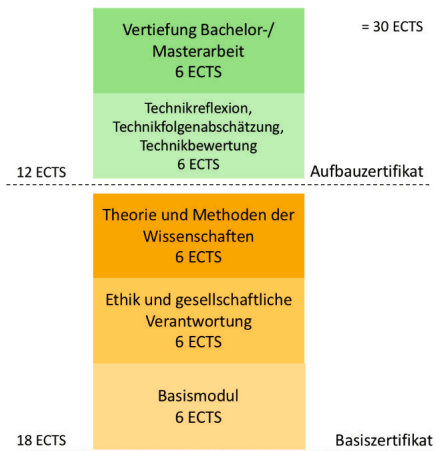 Vertiefung Bachelor-/
Masterarbeit
6 ECTS
= 30 ECTS
Technikreflexion,
Technikfolgenabschätzung,
Technikbewertung
6 ECTS
12 ECTS
Aufbauzertifikat
Theorie und Methoden der
Wissenschaften
6 ECTS
Ethik und gesellschaftliche
Verantwortung
6 ECTS
Basismodul
6 ECTS
18 ECTS
Basiszertifikat